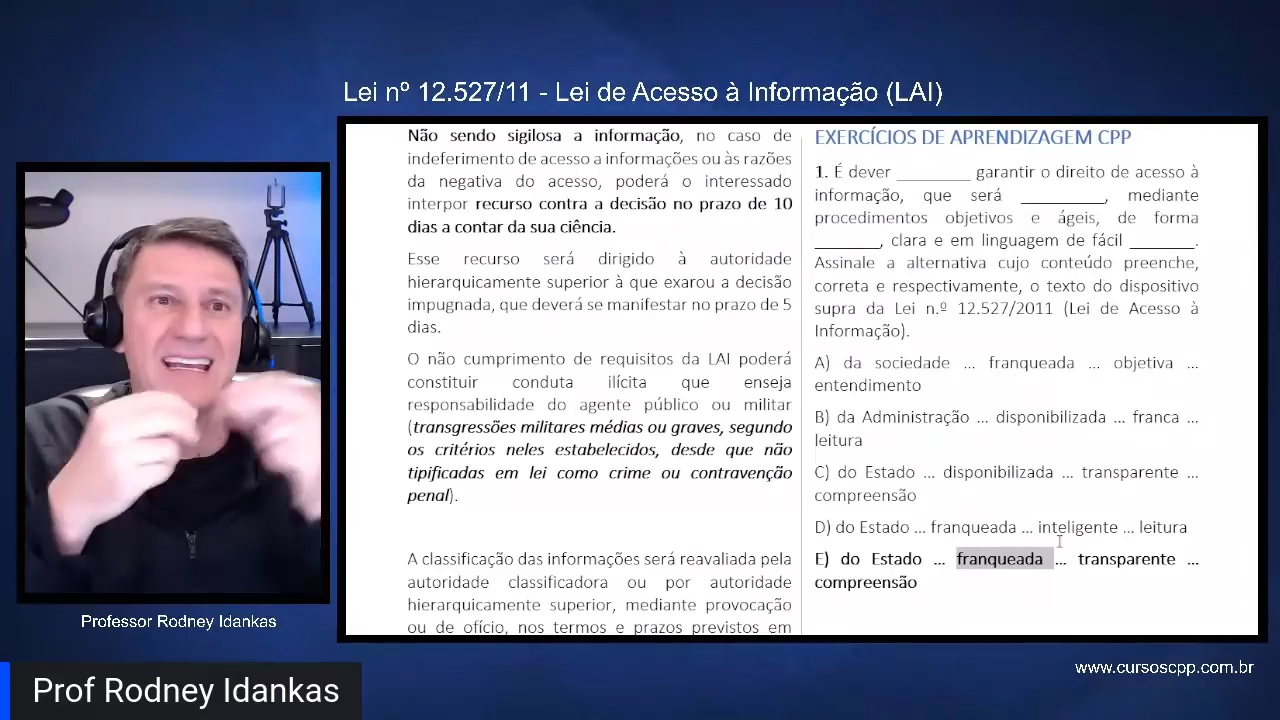 Lei nº 12.527/11 - Lei de Acesso à Informação (LAI)
Não sendo sigilosa a informação, no caso de
indeferimento de acesso a informações ou às razões
da negativa do acesso, poderá o interessado
interpor recurso contra a decisão no prazo de 10
dias a contar da sua ciência.
Esse recurso será dirigido à autoridade
hierarquicamente superior à que exarou a decisão
impugnada, que deverá se manifestar no prazo de 5
dias.
O não cumprimento de requisitos da LAI poderá
constituir conduta ilícita que enseja
responsabilidade do agente público ou militar
(transgressões militares médias ou graves, segundo
os critérios neles estabelecidos, desde que não
tipificadas em lei como crime ou contravenção
penal).
A classificação das informações será reavaliada pela
autoridade classificadora ou por autoridade
hierarquicamente superior, mediante provocação
ou de ofício, nos termos e prazos previstos em
EXERCÍCIOS DE APRENDIZAGEM CPP
1. É dever ________ garantir o direito de acesso à
informação, que será _________, mediante
procedimentos objetivos e ágeis, de forma
_______, clara e em linguagem de fácil _______.
Assinale a alternativa cujo conteúdo preenche,
correta e respectivamente, o texto do dispositivo
supra da Lei n.º 12.527/2011 (Lei de Acesso à
Informação).
A) da sociedade ... franqueada ... objetiva ...
entendimento
B) da Administração ... disponibilizada ... franca ...
leitura
C) do Estado ... disponibilizada ... transparente ...
compreensão
D) do Estado ... franqueada ... inteligente ... leitura
E) do Estado ... franqueada ... transparente ...
compreensão
Professor Rodney Idankas
www.cursoscpp.com.br
Prof Rodney Idankas